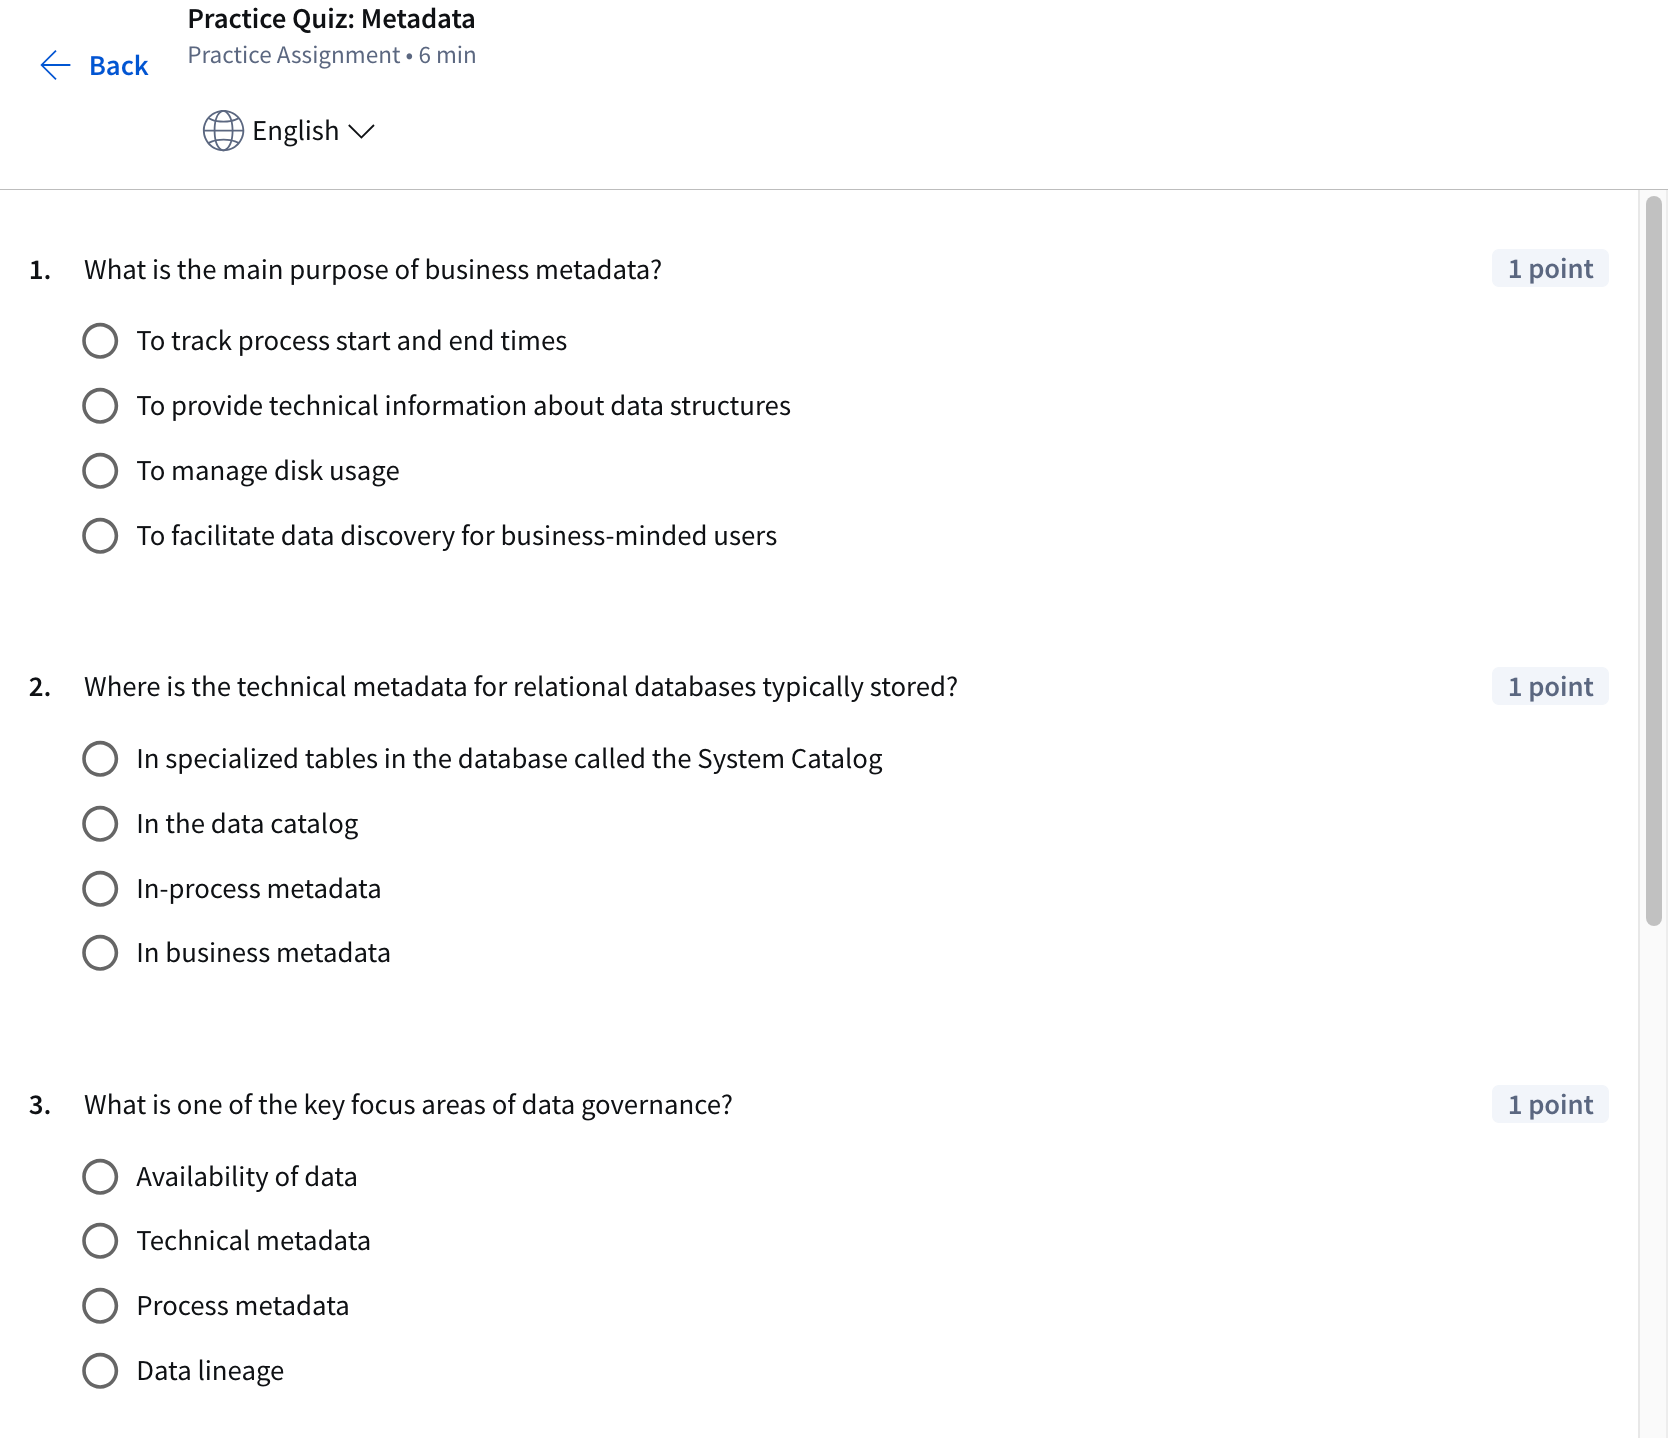 Practice Quiz: Metadata
Back
Practice Assignment • 6 min
English
1. What is the main purpose of business metadata?
1 point
To track process start and end times
To provide technical information about data structures
To manage disk usage
To facilitate data discovery for business-minded users
2. Where is the technical metadata for relational databases typically stored?
1 point
In specialized tables in the database called the System Catalog
In the data catalog
In-process metadata
In business metadata
3. What is one of the key focus areas of data governance?
1 point
Availability of data
Technical metadata
Process metadata
Data lineage